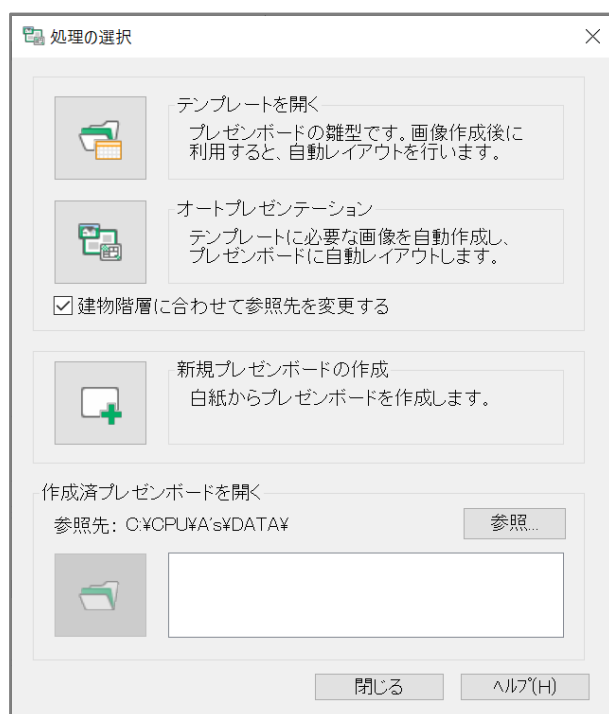 処理の選択
テンプレートを開く
プレゼンボードの雛型です。画像作成後に
利用すると、自動レイアウトを行います。
オートプレゼンテーション
テンプレートに必要な画像を自動作成し、
プレゼンボードに自動レイアウトします。
建物階層に合わせて参照先を変更する
新規プレゼンボードの作成
白紙からプレゼンボードを作成します。
作成済プレゼンボードを開く
参照先: C:¥CPU¥A's¥DATA¥
参照...
閉じる
ﾍﾙﾌﾟ(H)